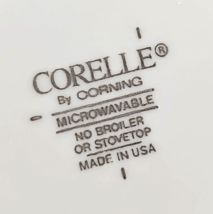 CORELLE®
By CORNING
MICROWAVABLE
NO BROILER
OR STOVETOP
MADE IN USA